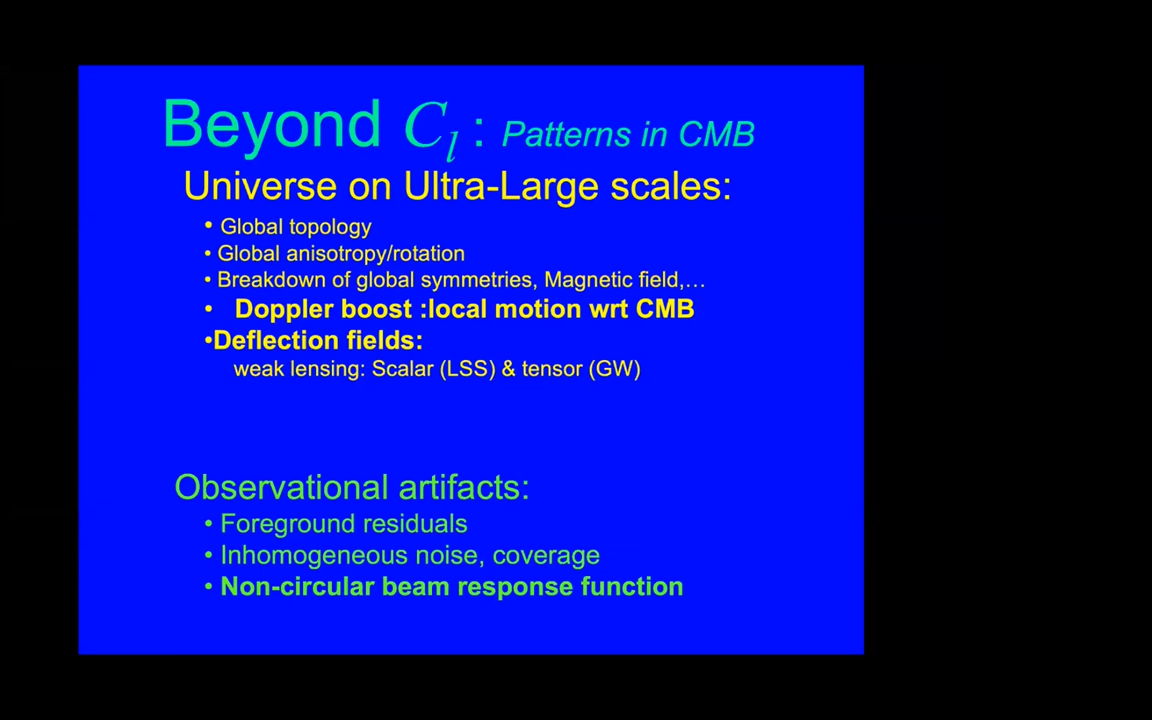 Beyond C_l : Patterns in CMB
Universe on Ultra-Large scales:
• Global topology
• Global anisotropy/rotation
• Breakdown of global symmetries, Magnetic field,…
• Doppler boost :local motion wrt CMB
•Deflection fields:
weak lensing: Scalar (LSS) & tensor (GW)
Observational artifacts:
• Foreground residuals
• Inhomogeneous noise, coverage
• Non-circular beam response function